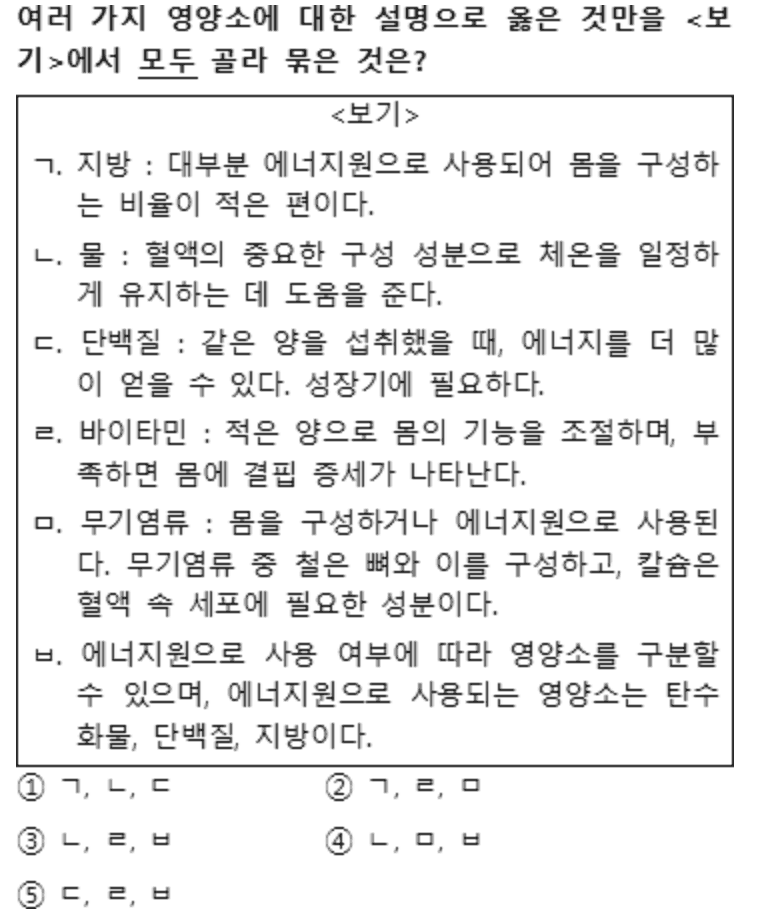 여러 가지 영양소에 대한 설명으로 옳은 것만을 <보
기>에서 모두 골라 묶은 것은?
<보기>
ㄱ. 지방 : 대부분 에너지원으로 사용되어 몸을 구성하
는 비율이 적은 편이다.
ㄴ. 물 : 혈액의 중요한 구성 성분으로 체온을 일정하
게 유지하는 데 도움을 준다.
ㄷ. 단백질 : 같은 양을 섭취했을 때, 에너지를 더 많
이 얻을 수 있다. 성장기에 필요하다.
ㄹ. 바이타민 : 적은 양으로 몸의 기능을 조절하며, 부
족하면 몸에 결핍 증세가 나타난다.
ㅁ. 무기염류 : 몸을 구성하거나 에너지원으로 사용된
다. 무기염류 중 철은 뼈와 이를 구성하고, 칼슘은
혈액 속 세포에 필요한 성분이다.
ㅂ. 에너지원으로 사용 여부에 따라 영양소를 구분할
수 있으며, 에너지원으로 사용되는 영양소는 탄수
화물, 단백질, 지방이다.
① ㄱ, ㄴ, ㄷ ② ㄱ, ㄹ, ㅁ
③ ㄴ, ㄹ, ㅂ ④ ㄴ, ㅁ, ㅂ
⑤ ㄷ, ㄹ, ㅂ